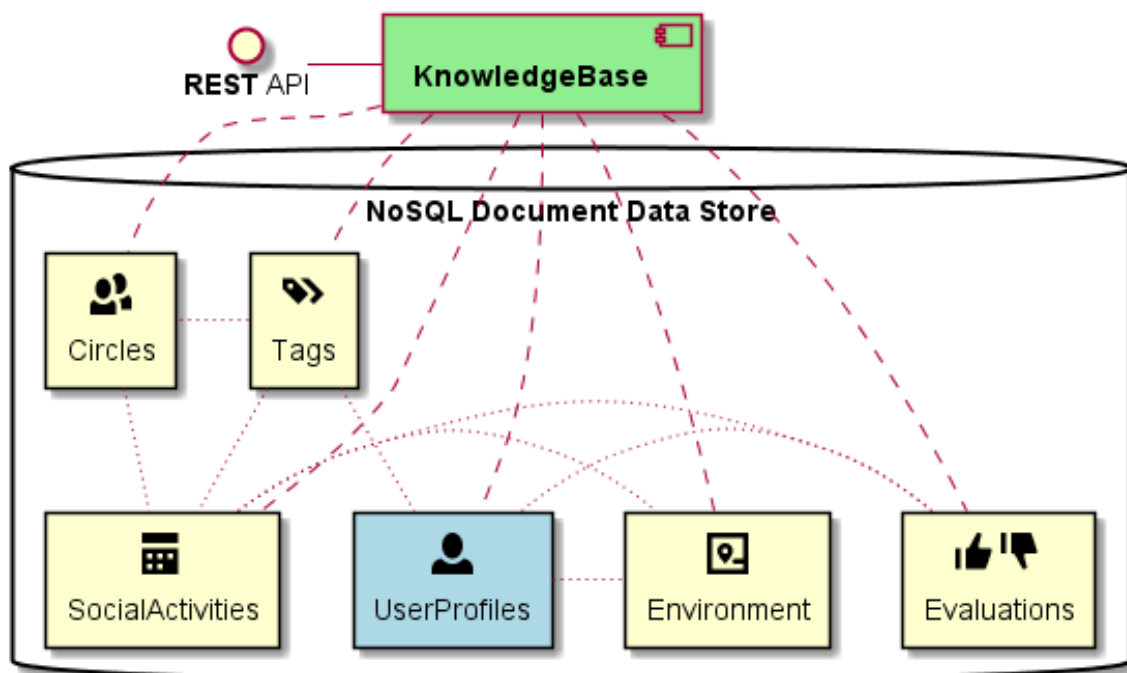 KnowledgeBase
REST API
NoSQL Document Data Store
Circles
Tags
SocialActivities
UserProfiles
Environment
Evaluations